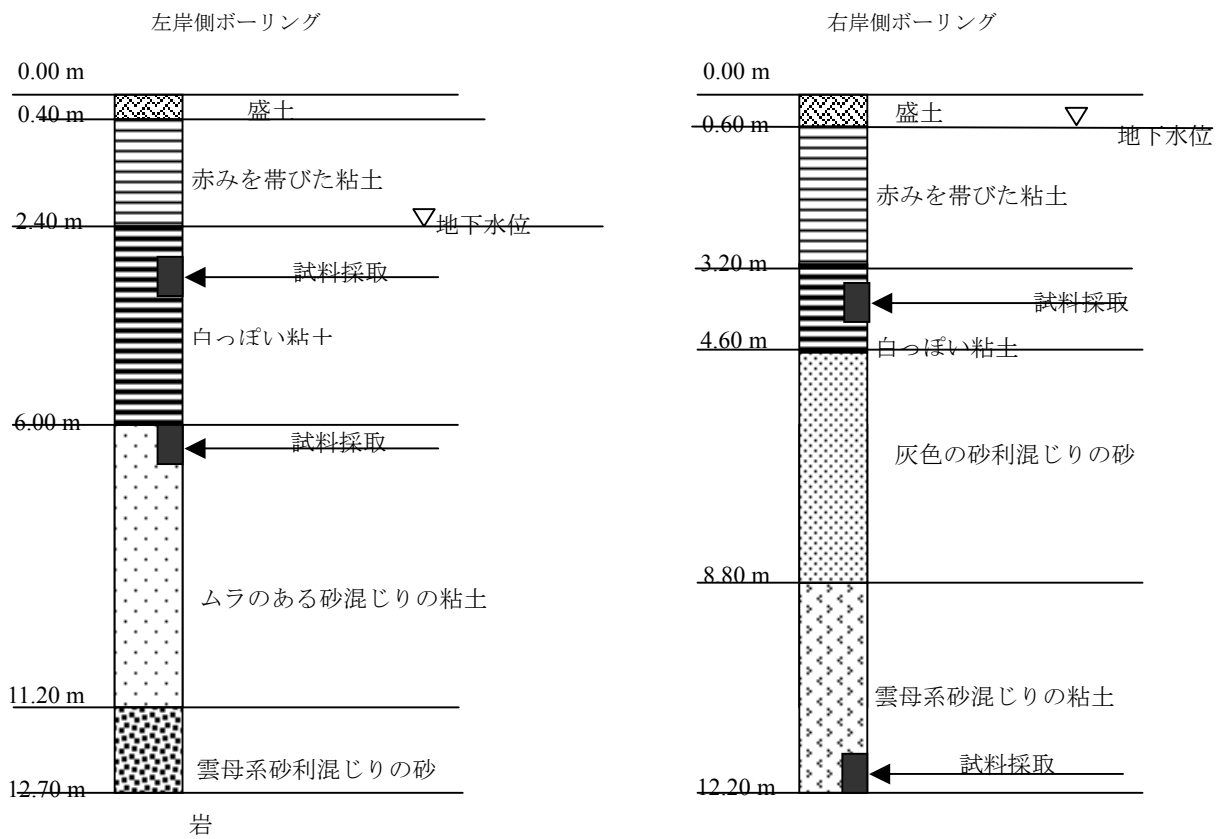 左岸側ボーリング
0.00 m
0.40 m
盛土
赤みを帯びた粘土
2.40 m
地下水位
試料採取
白っぽい粘土
6.00 m
試料採取
ムラのある砂混じりの粘土
11.20 m
雲母系砂利混じりの砂
12.70 m
岩
右岸側ボーリング
0.00 m
盛土
0.60 m
地下水位
赤みを帯びた粘土
3.20 m
試料採取
4.60 m
白っぽい粘土
灰色の砂利混じりの砂
8.80 m
雲母系砂混じりの粘土
試料採取
12.20 m